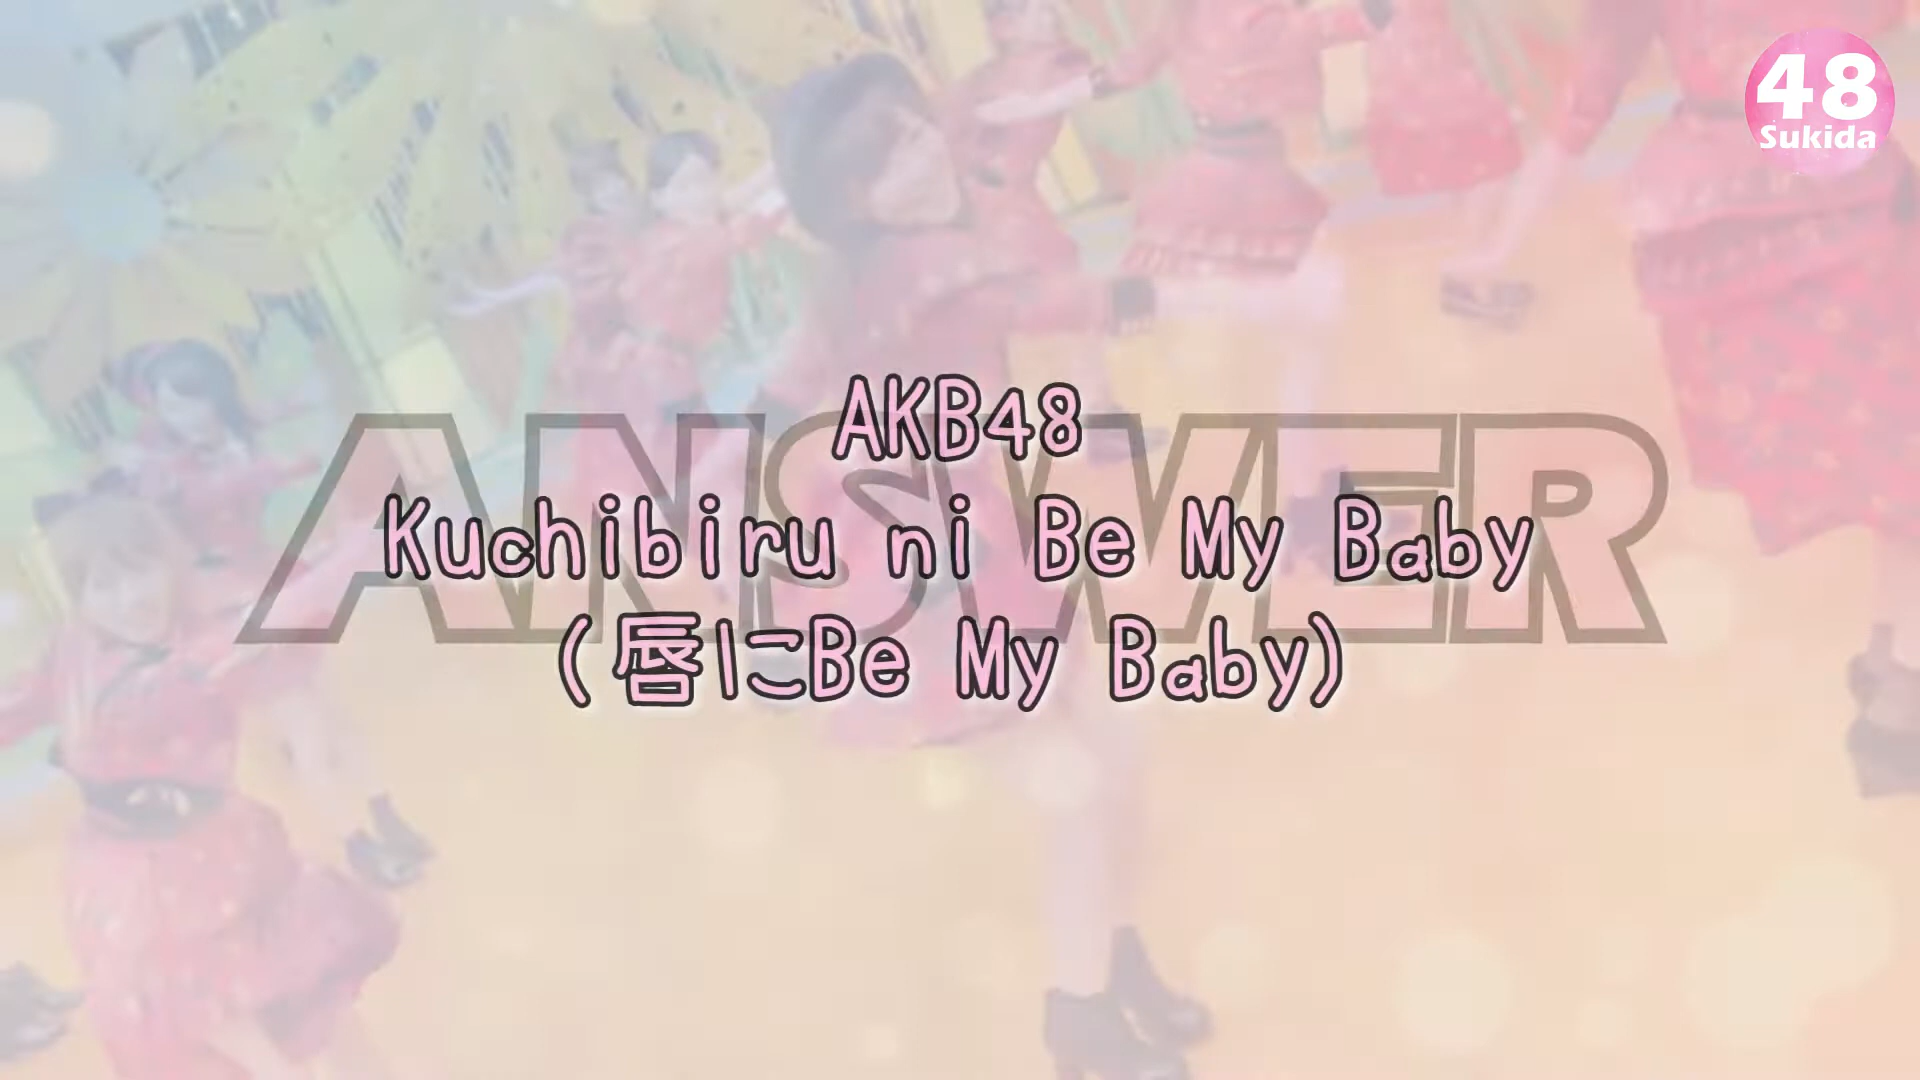 48
Sukida
ANSWER
AKB48
Kuchibiru ni Be My Baby
(唇にBe My Baby)